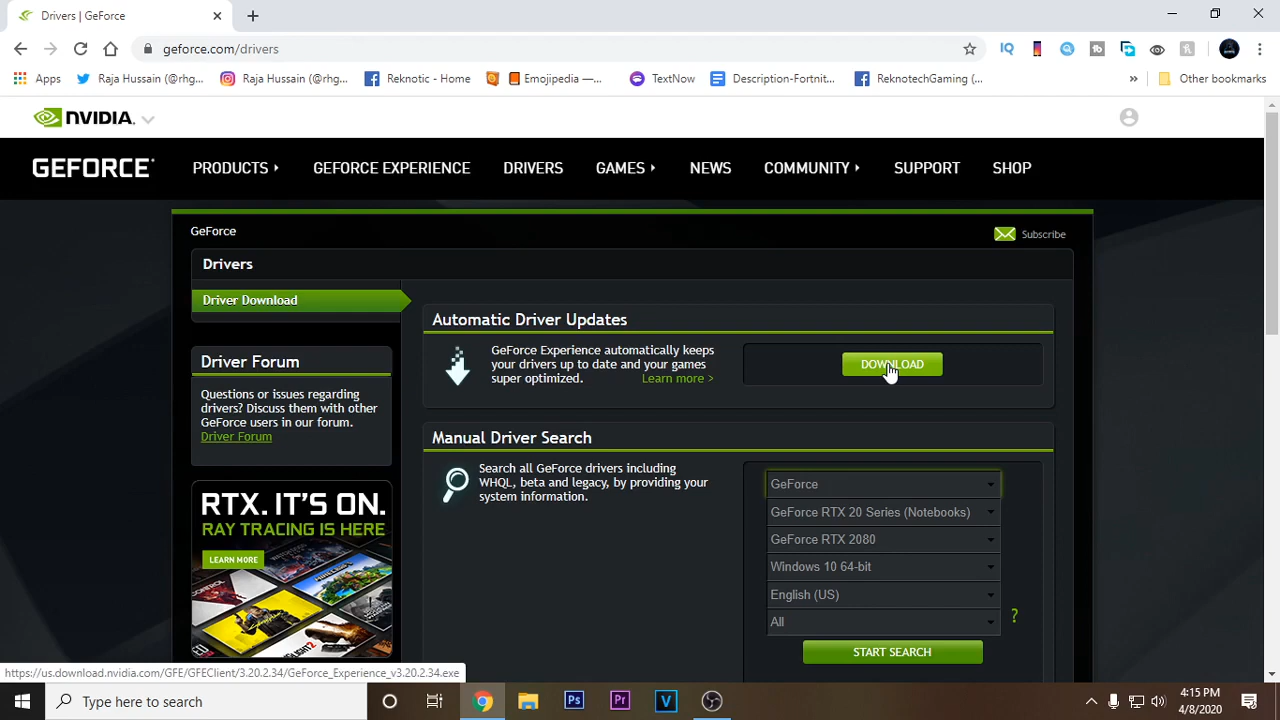 Drivers | GeForce
geforce.com/drivers
Apps
Raja Hussain (@rhg...
Raja Hussain (@rhg...
Reknotic - Home
Emojipedia —...
TextNow
Description-Fortnit...
ReknotechGaming (...
»
Other bookmarks
NVIDIA.
GEFORCE
PRODUCTS
GEFORCE EXPERIENCE
DRIVERS
GAMES
NEWS
COMMUNITY
SUPPORT
SHOP
GeForce
Subscribe
Drivers
Driver Download
Driver Forum
Questions or issues regarding
drivers? Discuss them with other
GeForce users in our forum.
Driver Forum
RTX. IT'S ON.
RAY TRACING IS HERE
LEARN MORE
Automatic Driver Updates
GeForce Experience automatically keeps
your drivers up to date and your games
super optimized. Learn more >
DOWNLOAD
Manual Driver Search
Search all GeForce drivers including
WHQL, beta and legacy, by providing your
system information.
GeForce
GeForce RTX 20 Series (Notebooks)
GeForce RTX 2080
Windows 10 64-bit
English (US)
All
?
START SEARCH
https://us.download.nvidia.com/GFE/GFEClient/3.20.2.34/GeForce_Experience_v3.20.2.34.exe
Type here to search
Ps
Pr
V
4:15 PM
4/8/2020